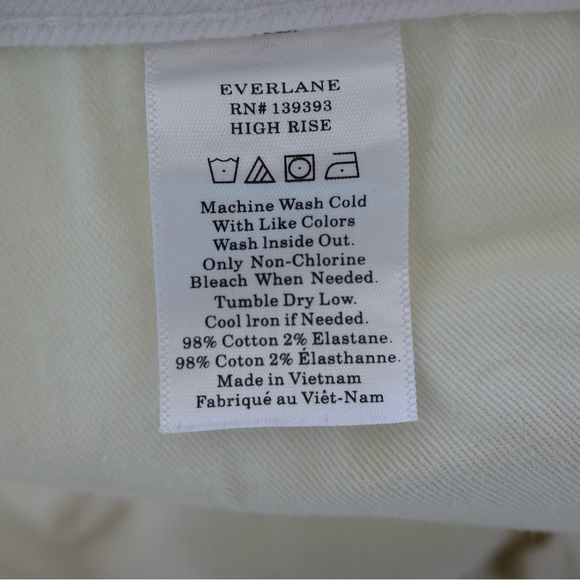 EVERLANE
RN# 139393
HIGH RISE
Machine Wash Cold
With Like Colors
Wash Inside Out.
Only Non-Chlorine
Bleach When Needed.
Tumble Dry Low.
Cool Iron if Needed.
98% Cotton 2% Elastane.
98% Coton 2% Élasthanne.
Made in Vietnam
Fabriqué au Viêt-Nam